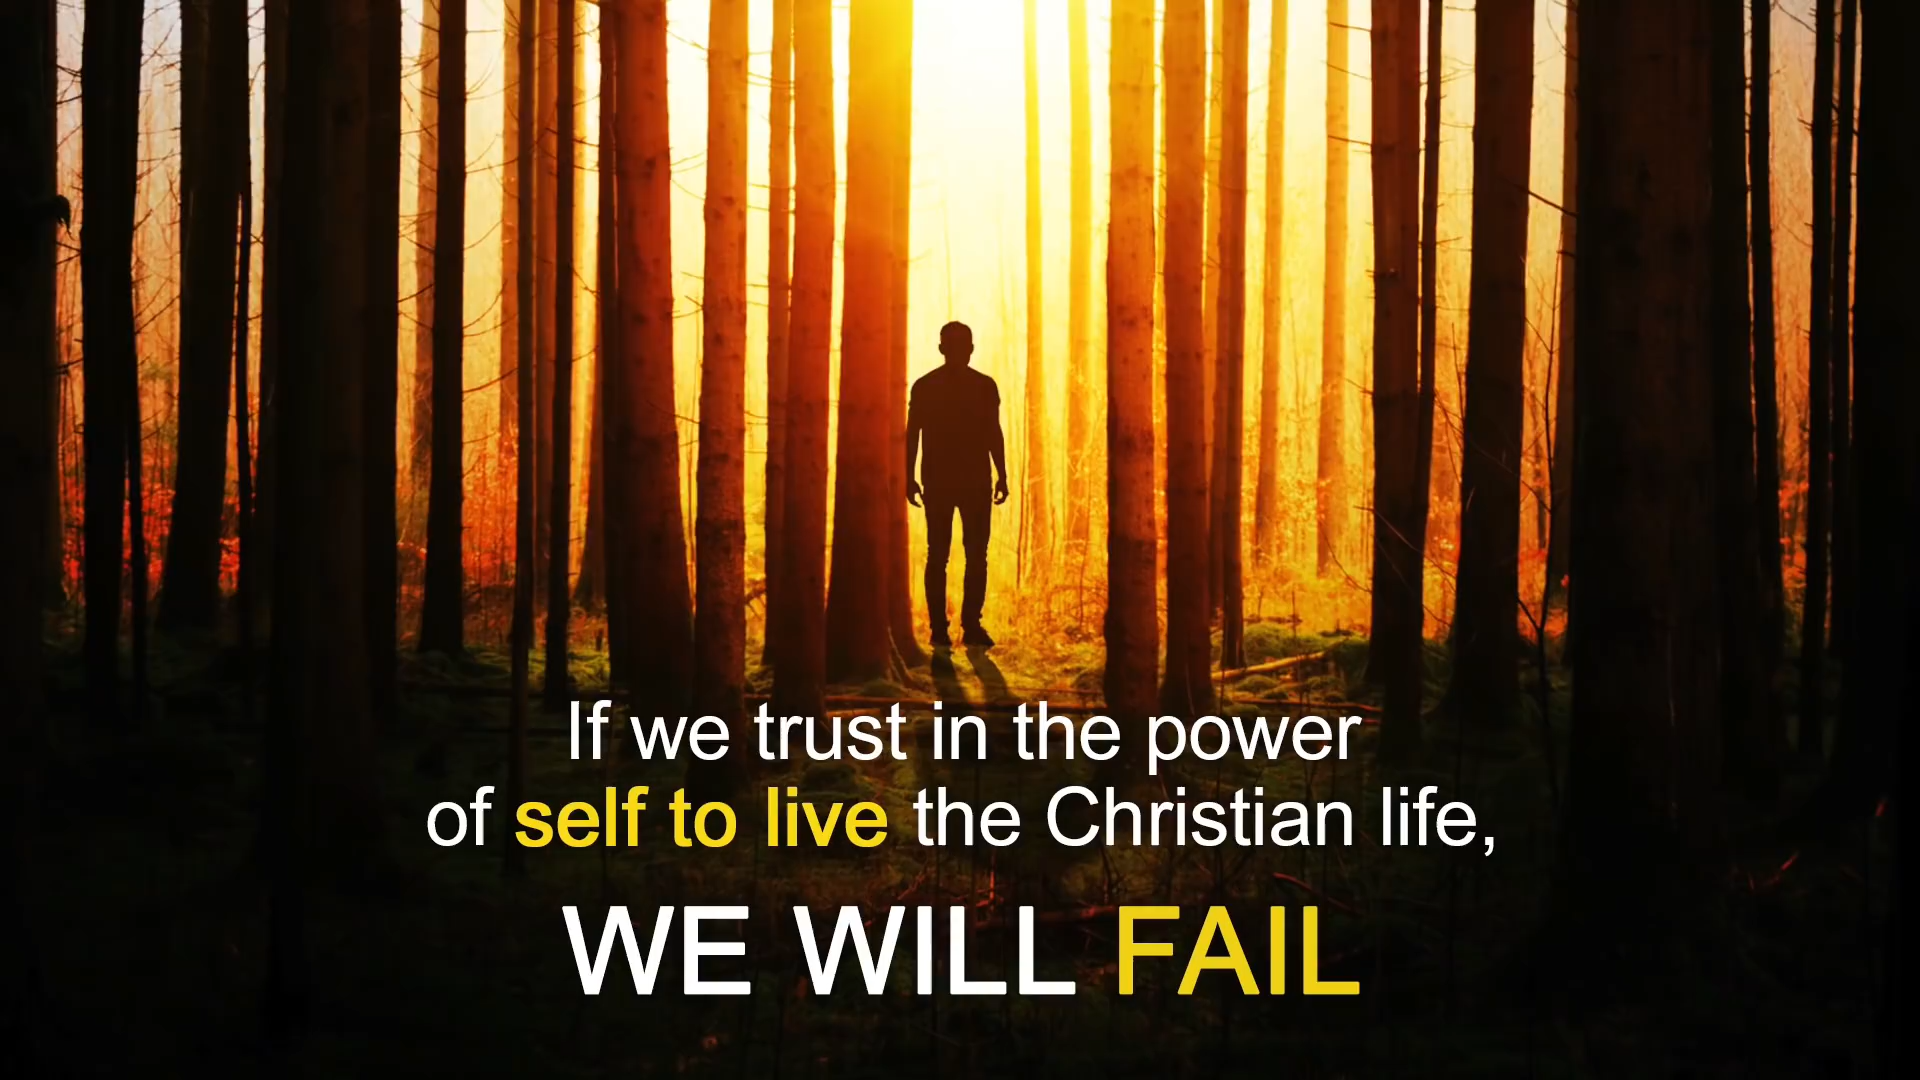 If we trust in the power
of self to live the Christian life,
WE WILL FAIL